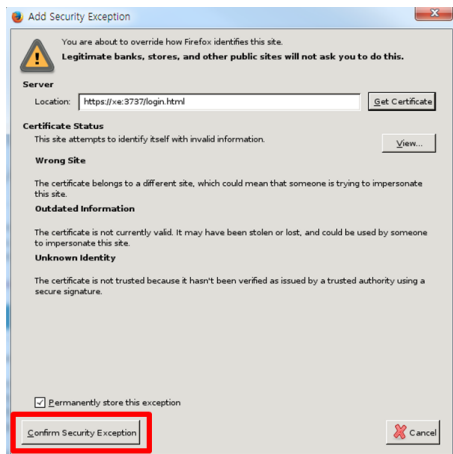 Add Security Exception
You are about to override how Firefox identifies this site.
Legitimate banks, stores, and other public sites will not ask you to do this.
Server
Location: https://xe:3737/login.html Get Certificate
Certificate Status
This site attempts to identify itself with invalid information. View...
Wrong Site
The certificate belongs to a different site, which could mean that someone is trying to impersonate
this site.
Outdated Information
The certificate is not currently valid. It may have been stolen or lost, and could be used by someone
to impersonate this site.
Unknown Identity
The certificate is not trusted because it hasn't been verified as issued by a trusted authority using a
secure signature.
Permanently store this exception
Confirm Security Exception Cancel